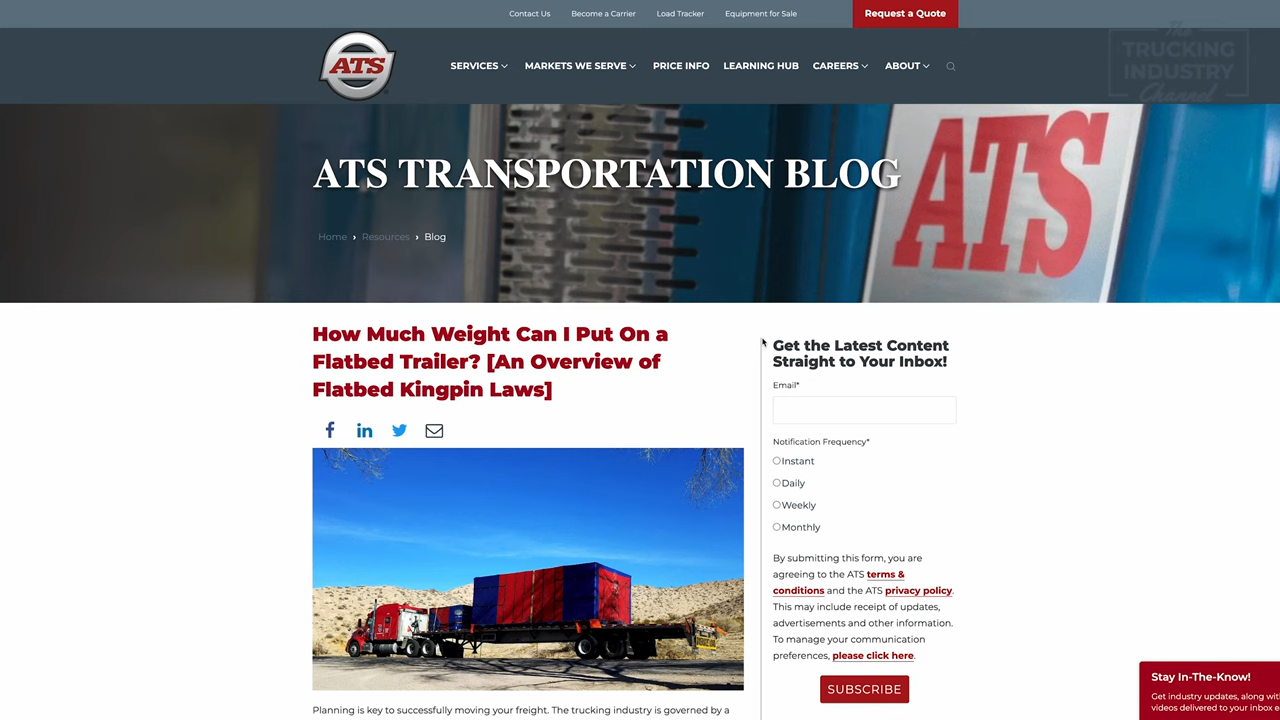 Contact Us
Become a Carrier
Load Tracker
Equipment for Sale
Request a Quote
ATS
SERVICES
MARKETS WE SERVE
PRICE INFO
LEARNING HUB
CAREERS
ABOUT
The
TRUCKING
INDUSTRY
Channel
ATS TRANSPORTATION BLOG
ATS
Home › Resources › Blog
How Much Weight Can I Put On a
Flatbed Trailer? [An Overview of
Flatbed Kingpin Laws]
Planning is key to successfully moving your freight. The trucking industry is governed by a
Get the Latest Content
Straight to Your Inbox!
Email*
Notification Frequency*
Instant
Daily
Weekly
Monthly
By submitting this form, you are
agreeing to the ATS terms &
conditions and the ATS privacy policy.
This may include receipt of updates,
advertisements and other information.
To manage your communication
preferences, please click here.
SUBSCRIBE
Stay In-The-Know!
Get industry updates, along wit
videos delivered to your inbox e